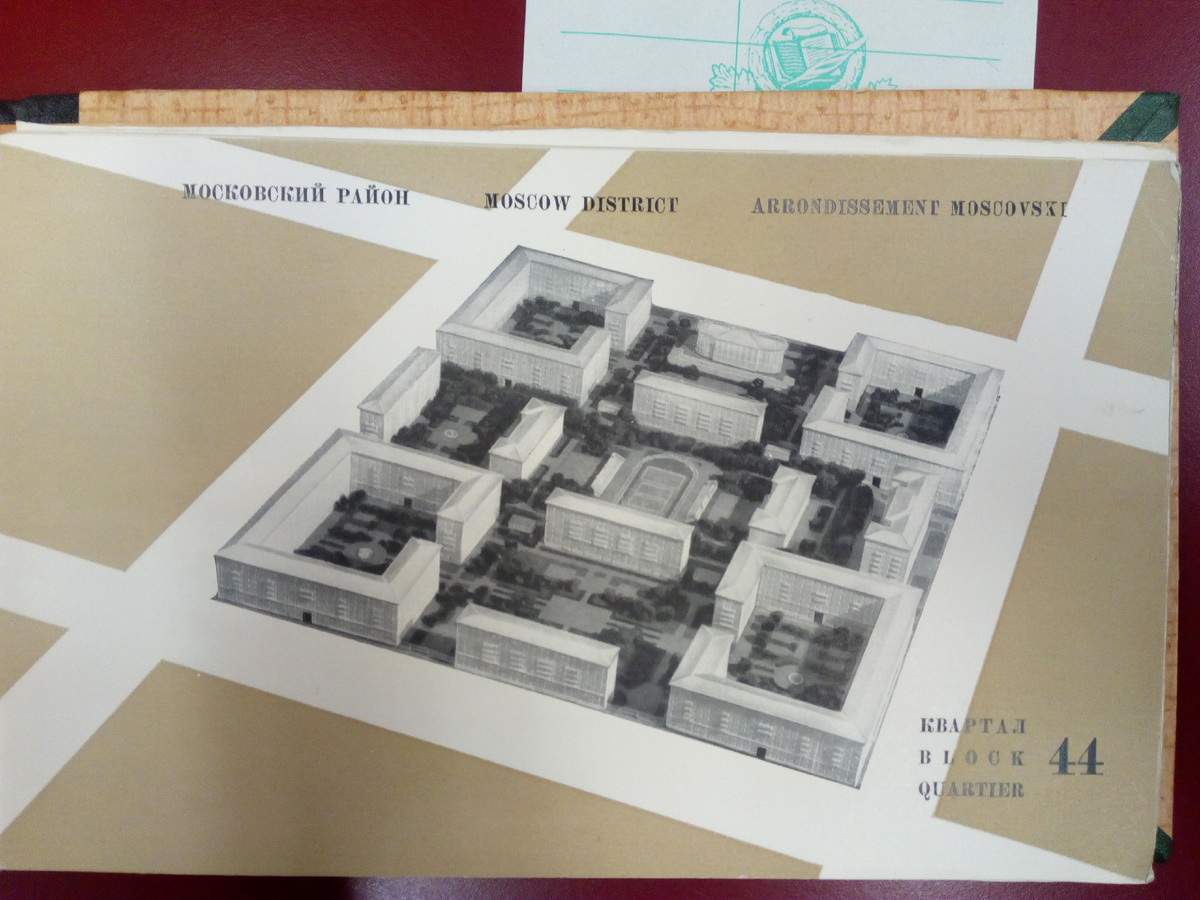 МОСКОВСКИЙ РАЙОН MOSCOW DISTRICT ARRONDISSEMENT MOSCOVSKI
КВАРТАЛ
BLOCK 44
QUARTIER